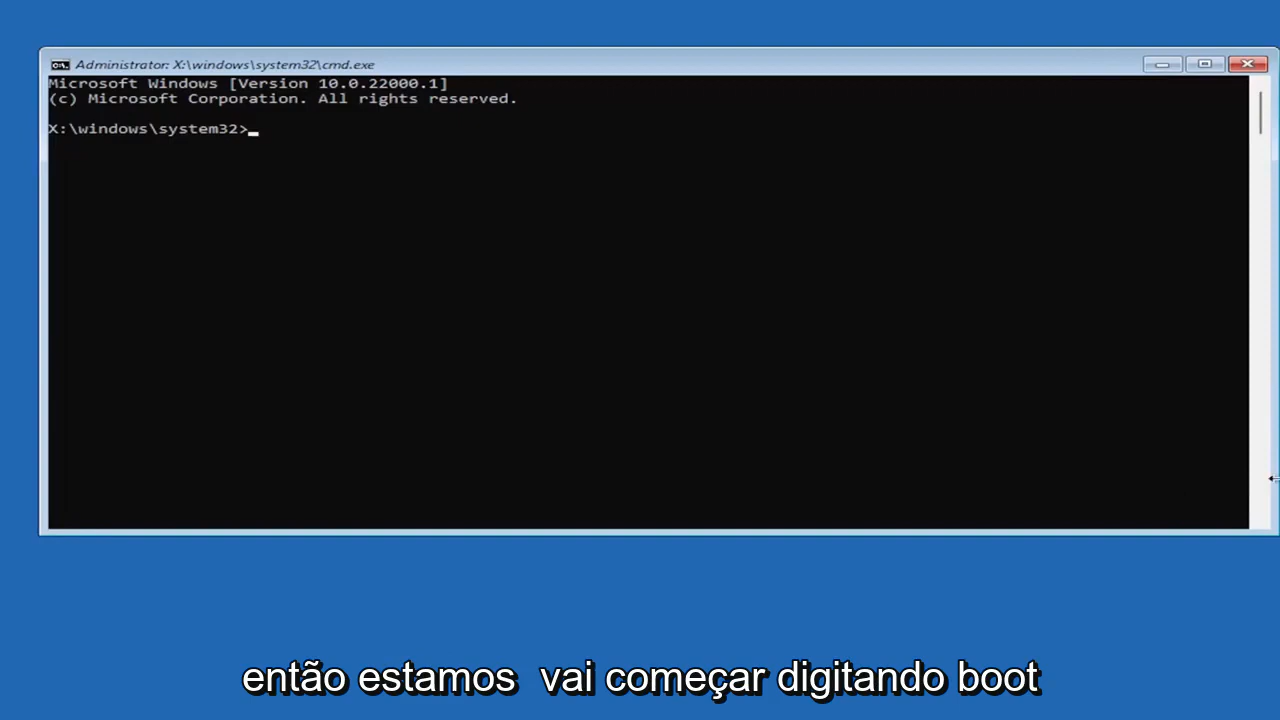 Administrator: X:\windows\system32\cmd.exe
Microsoft Windows [Version 10.0.22000.1]
(c) Microsoft Corporation. All rights reserved.
X:\windows\system32>
então estamos vai começar digitando boot